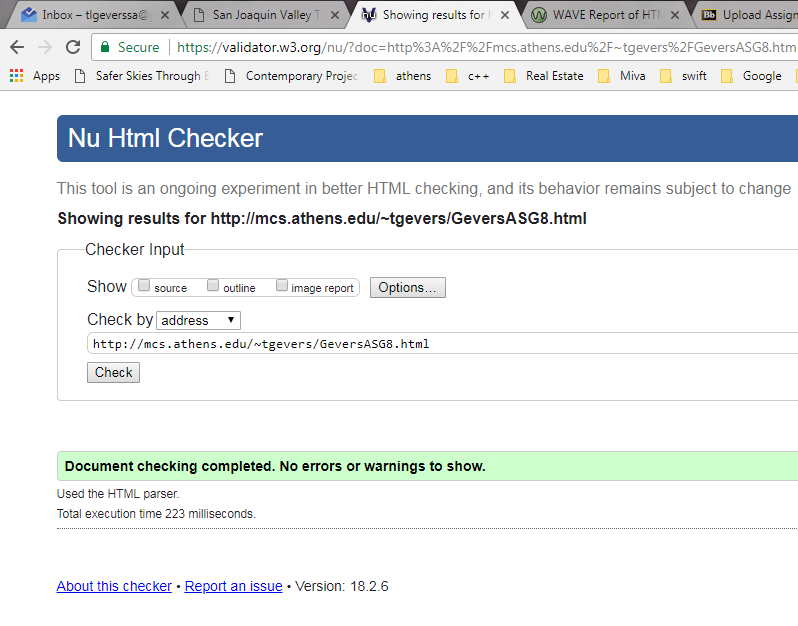 Inbox – tlgeverssa@ San Joaquin Valley Showing results for WAVE Report of Bb Upload Assign
Secure https://validator.w3.org/nu/?doc=http%3A%2F%2Fmcs.athens.edu%2F~tgevers%2FGeversASG8.htm
Apps Safer Skies Through Contemporary athens c++ Real Estate Miva swift Google
Nu Html Checker
This tool is an ongoing experiment in better HTML checking, and its behavior remains subject to change
Showing results for http://mcs.athens.edu/~tgevers/GeversASG8.html
Checker Input
Show source outline image report Options...
Check by address
http://mcs.athens.edu/~tgevers/GeversASG8.html
Check
Document checking completed. No errors or warnings to show.
Used the HTML parser.
Total execution time 223 milliseconds.
About this checker • Report an issue • Version: 18.2.6